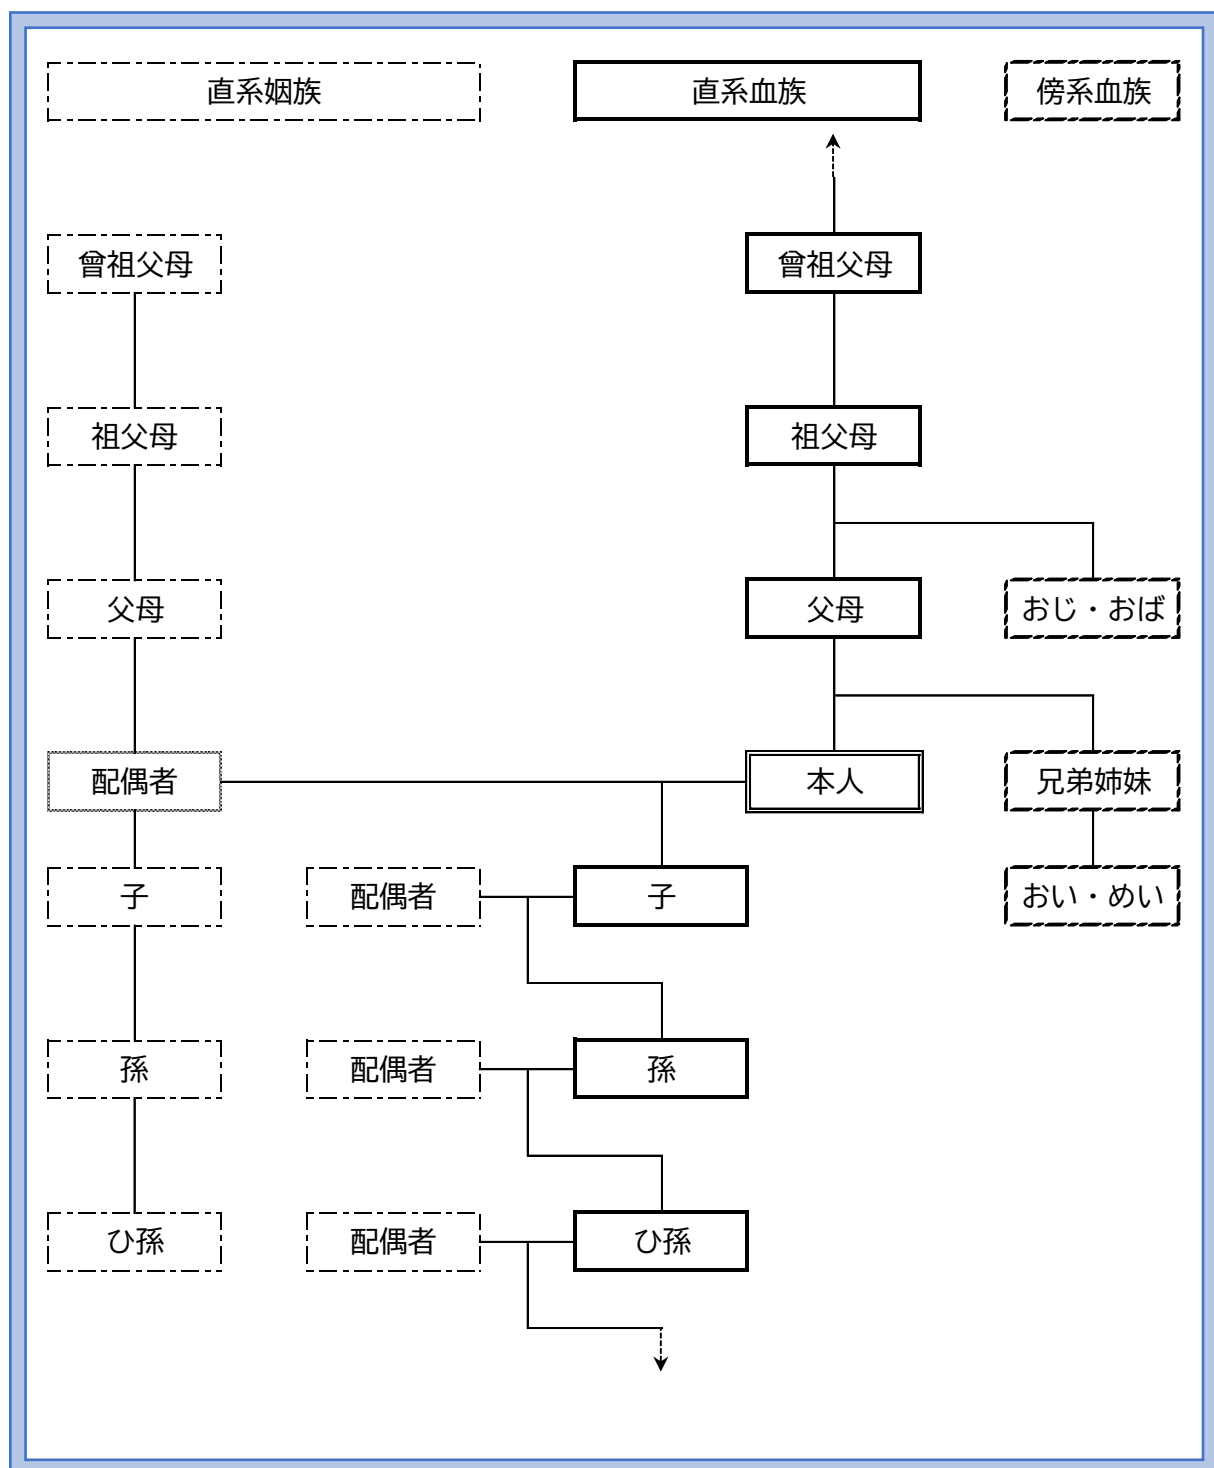 直系姻族 直系血族 傍系血族
曾祖父母 曾祖父母
祖父母 祖父母
父母 父母 おじ・おば
配偶者 本人 兄弟姉妹
子 配偶者 子 おい・めい
孫 配偶者 孫
ひ孫 配偶者 ひ孫